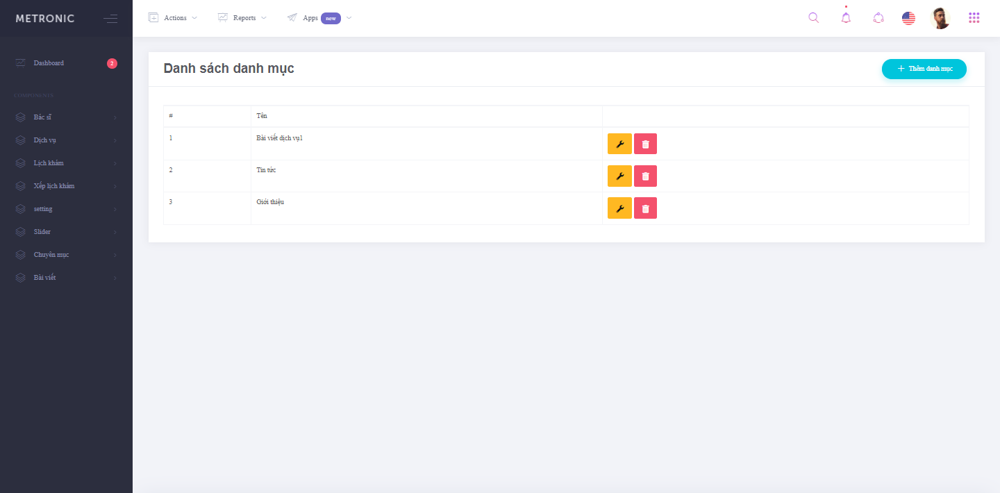 METRONIC
Actions
Reports
Apps new
Dashboard 2
COMPONENTS
Bác sĩ
Dịch vụ
Lịch khám
Xếp lịch khám
setting
Slider
Chuyên mục
Bài viết
Danh sách danh mục
Thêm danh mục
# Tên
1 Bài viết dịch vụ1
2 Tin tức
3 Giới thiệu